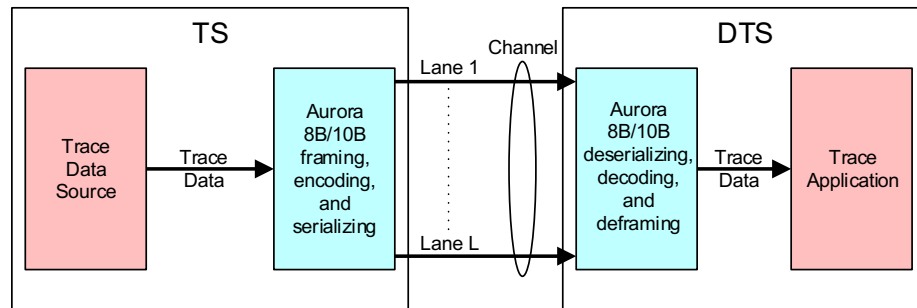 TS
DTS
Channel
Lane 1
Trace
Data
Source
Trace
Data
Aurora
8B/10B
framing,
encoding,
and
serializing
Lane L
Aurora
8B/10B
deserializing,
decoding,
and
deframing
Trace
Data
Trace
Application